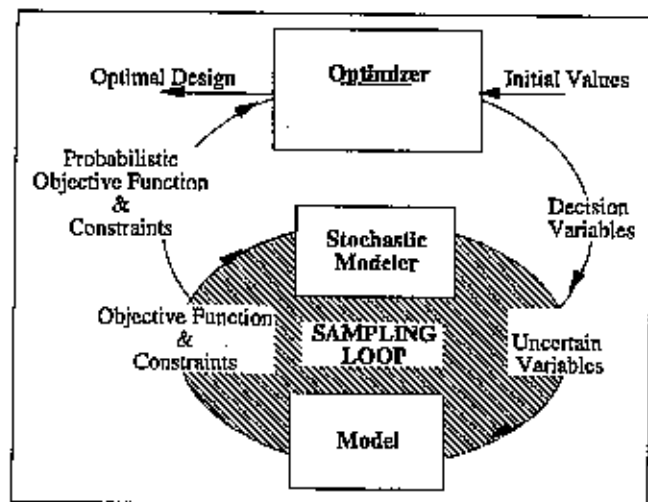 Optimizer
Optimal Design
Initial Values
Probabilistic
Objective Function
&
Constraints
Decision
Variables
Stochastic
Modeler
Objective Function
&
Constraints
SAMPLING
LOOP
Uncertain
Variables
Model